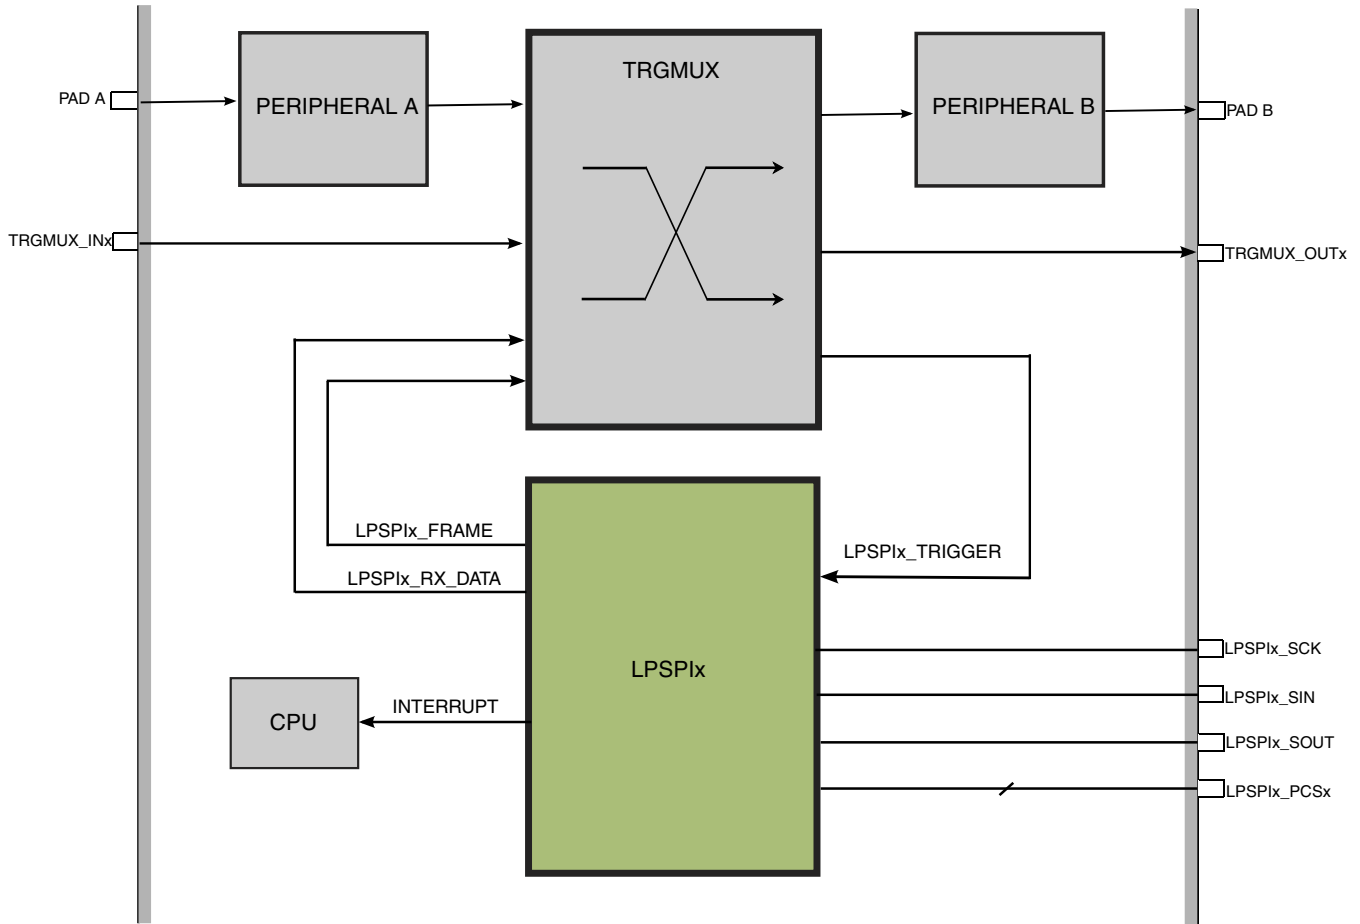 TRGMUX
PAD A
PERIPHERAL A
PERIPHERAL B
PAD B
TRGMUX_INx
TRGMUX_OUTx
LPSPIx_FRAME
LPSPIx_TRIGGER
LPSPIx_RX_DATA
LPSPIx_SCK
LPSPIx
LPSPIx_SIN
INTERRUPT
CPU
LPSPIx_SOUT
LPSPIx_PCSx